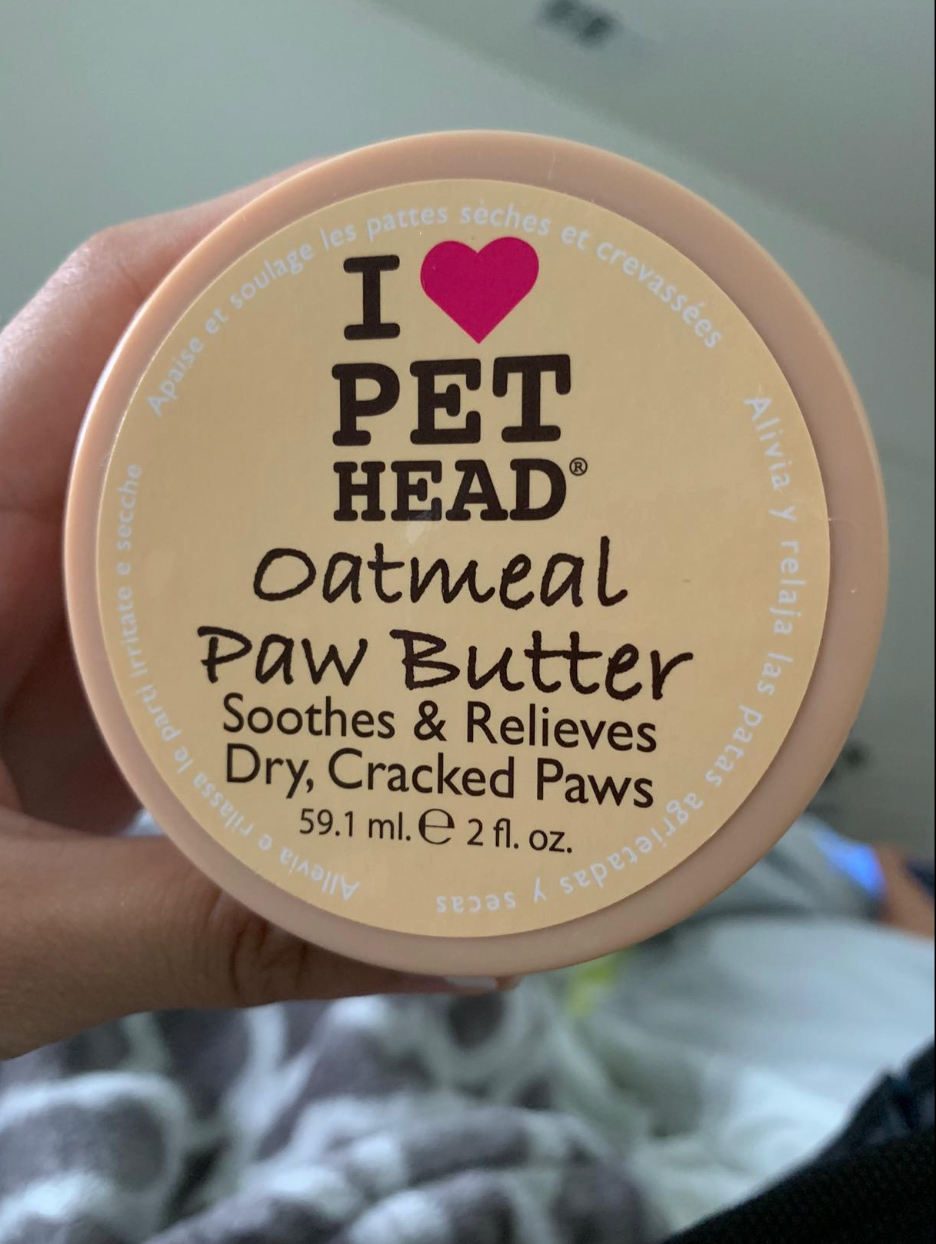 I ♥
PET
HEAD®
Oatmeal
Paw Butter
Soothes & Relieves
Dry, Cracked Paws
59.1 ml. ℮ 2 fl. oz.
Apaise et soulage les pattes sèches et crevassées
Alivia y relaja las patas agrietadas y secas
Allevia e rilassa le parti irritate e secche